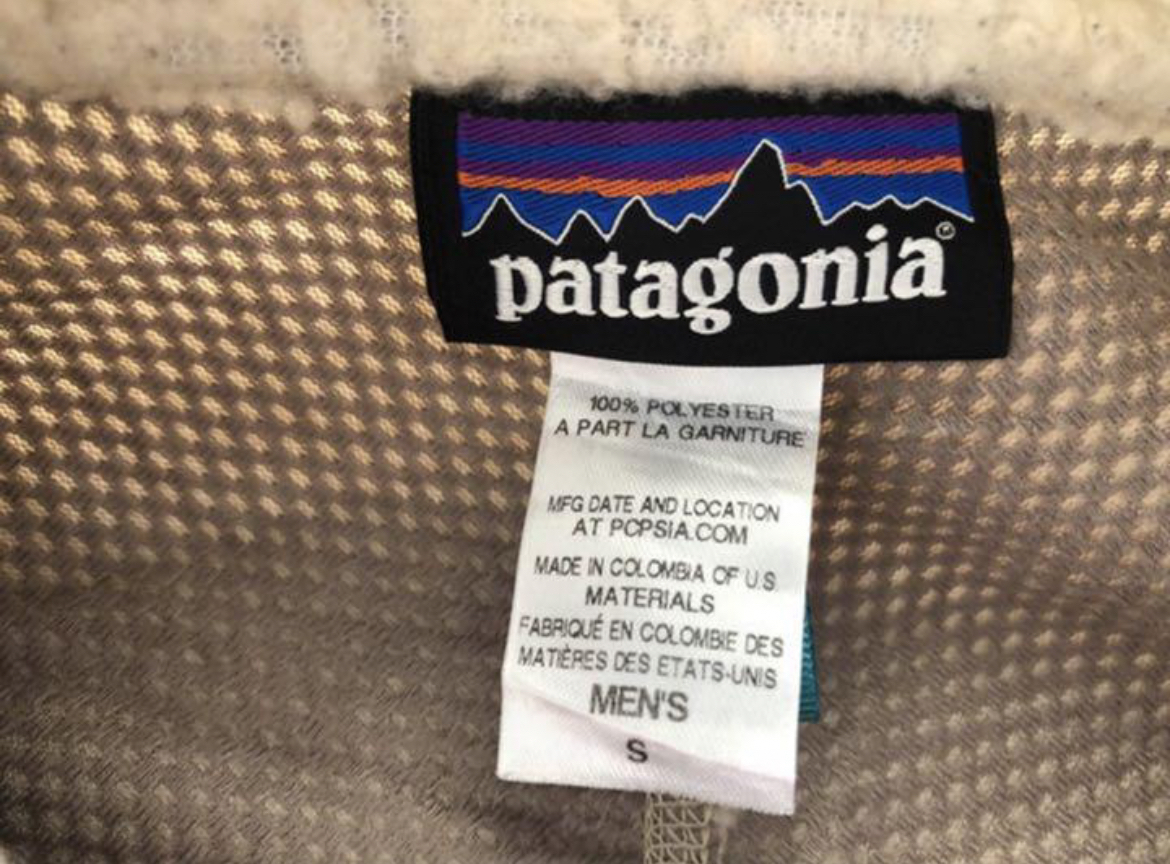 patagonia®
100% POLYESTER
A PART LA GARNITURE
MFG DATE AND LOCATION
AT PCPSIA.COM
MADE IN COLOMBIA OF U.S.
MATERIALS
FABRIQUÉ EN COLOMBIE DES
MATIÈRES DES ETATS-UNIS
MEN'S
S